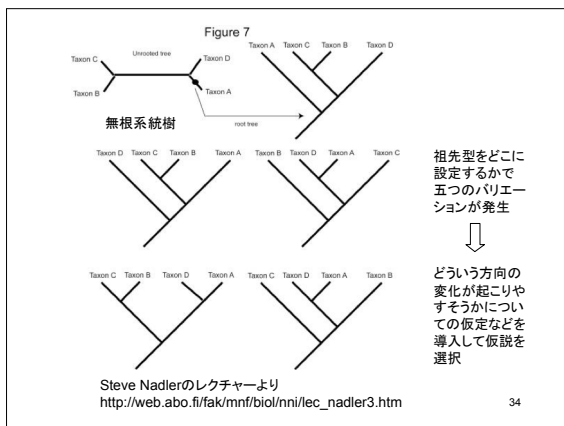 Figure 7
Unrooted tree
Taxon C
Taxon D
Taxon B
Taxon A
無根系統樹
root tree
Taxon A Taxon C Taxon B Taxon D
Taxon D Taxon C Taxon B Taxon A
Taxon B Taxon D Taxon A Taxon C
Taxon C Taxon B Taxon D Taxon A
Taxon C Taxon D Taxon A Taxon B
祖先型をどこに
設定するかで
五つのバリエー
ションが発生
どういう方向の
変化が起こりや
すそうかについ
ての仮定などを
導入して仮説を
選択
Steve Nadlerのレクチャーより
http://web.abo.fi/fak/mnf/biol/nni/lec_nadler3.htm
34